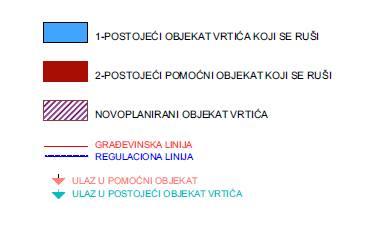 1-POSTOJEĆI OBJEKAT VRTIĆA KOJI SE RUŠI
2-POSTOJEĆI POMOĆNI OBJEKAT KOJI SE RUŠI
NOVOPLANIRANI OBJEKAT VRTIĆA
GRAĐEVINSKA LINIJA
REGULACIONA LINIJA
ULAZ U POMOĆNI OBJEKAT
ULAZ U POSTOJEĆI OBJEKAT VRTIĆA